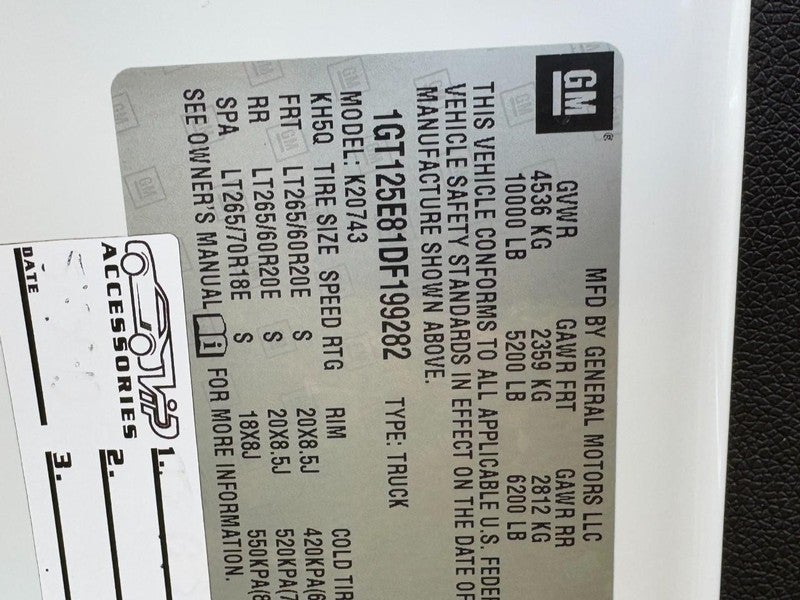 GM
MFD BY GENERAL MOTORS LLC
GVWR GAWR FRT GAWR RR
4536 KG 2359 KG 2812 KG
10000 LB 5200 LB 6200 LB
THIS VEHICLE CONFORMS TO ALL APPLICABLE U.S. FEDER
VEHICLE SAFETY STANDARDS IN EFFECT ON THE DATE OF
MANUFACTURE SHOWN ABOVE.
1GT125E81DF199282 TYPE: TRUCK
MODEL: K20743
KH5Q TIRE SIZE SPEED RTG RIM COLD TIR
FRT LT265/60R20E S 20X8.5J 420KPA(6
RR LT265/60R20E S 20X8.5J 520KPA(7
SPA LT265/70R18E S 18X8J 550KPA(8
SEE OWNER'S MANUAL i FOR MORE INFORMATION.
VIP
ACCESSORIES
DATE
1.
2.
3.